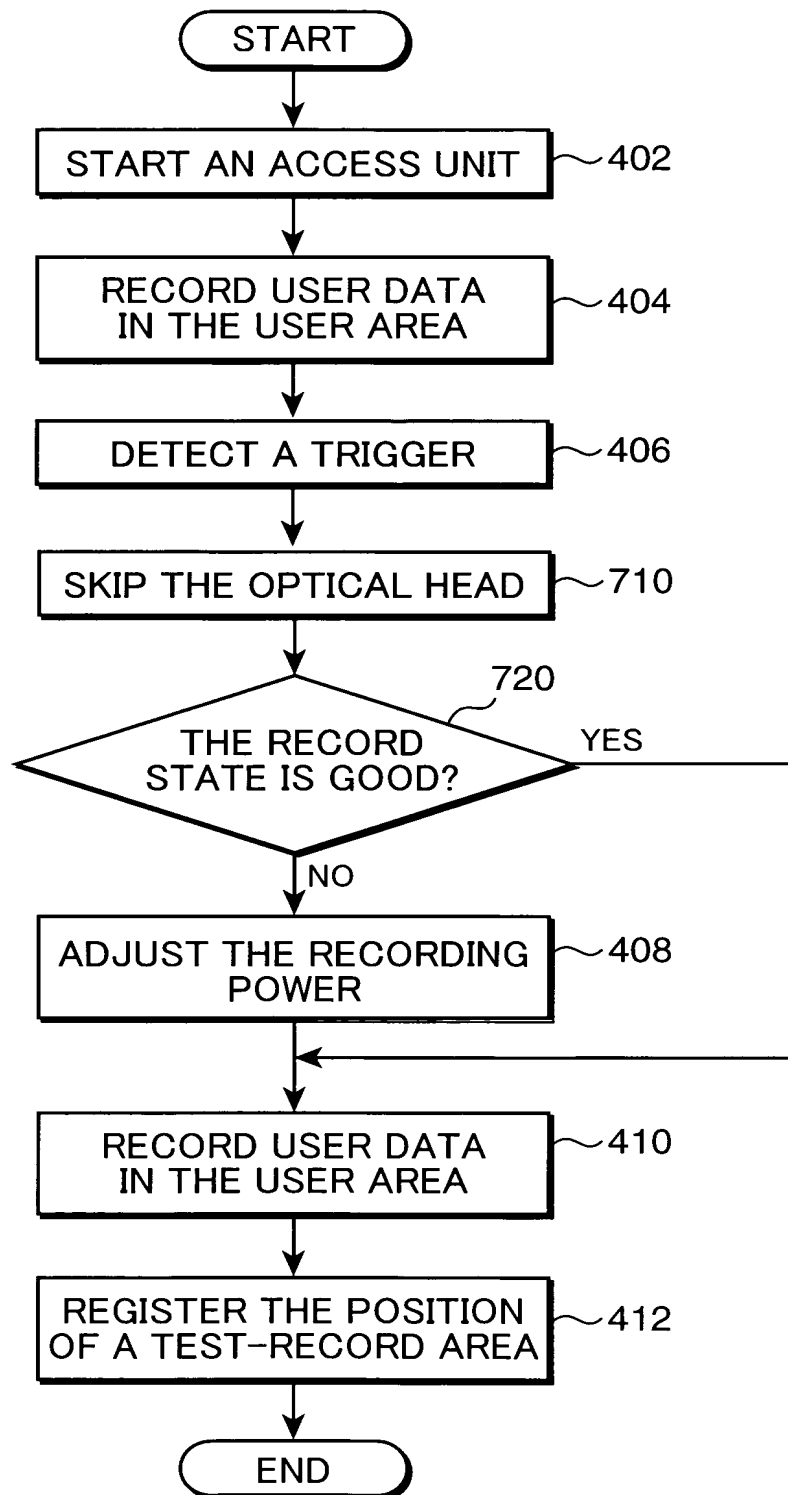 START
START AN ACCESS UNIT
402
RECORD USER DATA
IN THE USER AREA
404
DETECT A TRIGGER
406
SKIP THE OPTICAL HEAD
710
720
THE RECORD
STATE IS GOOD?
YES
NO
ADJUST THE RECORDING
POWER
408
RECORD USER DATA
IN THE USER AREA
410
REGISTER THE POSITION
OF A TEST-RECORD AREA
412
END